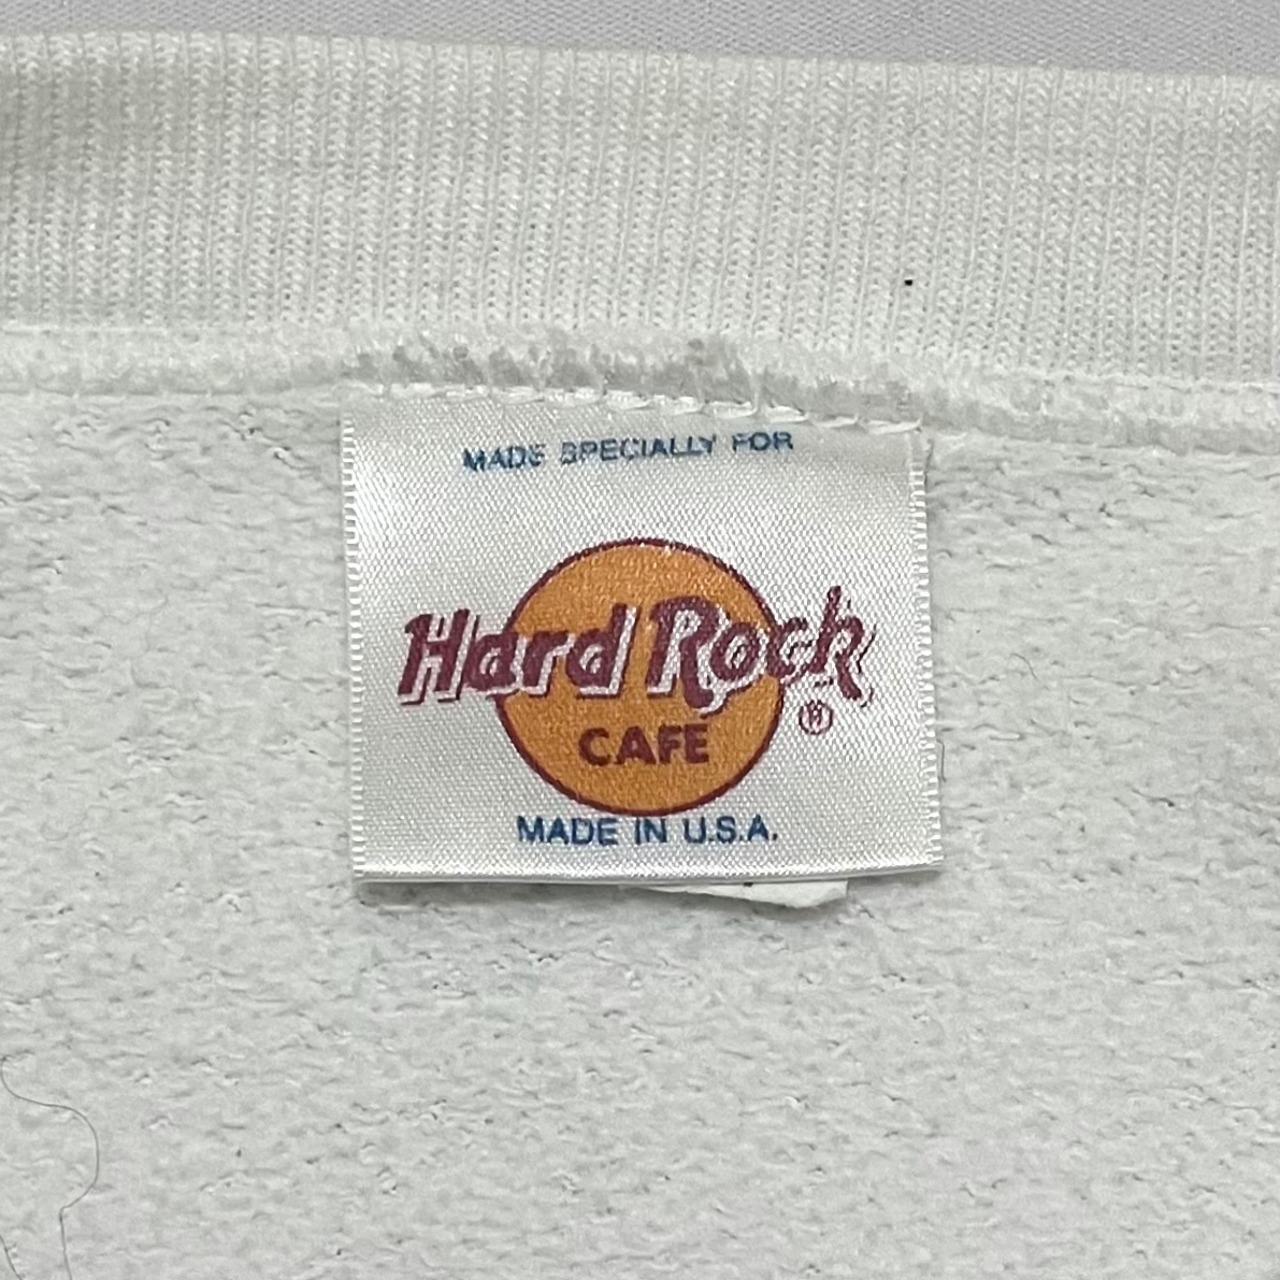 MADE SPECIALLY FOR
Hard Rock
CAFE
®
MADE IN U.S.A.